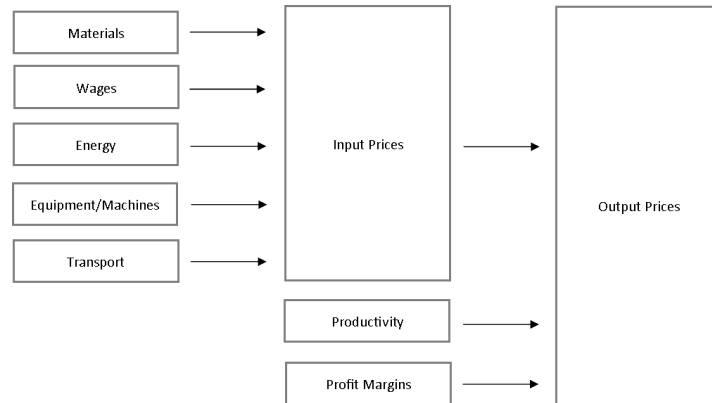 Materials
Wages
Energy
Equipment/Machines
Transport
Input Prices
Productivity
Profit Margins
Output Prices